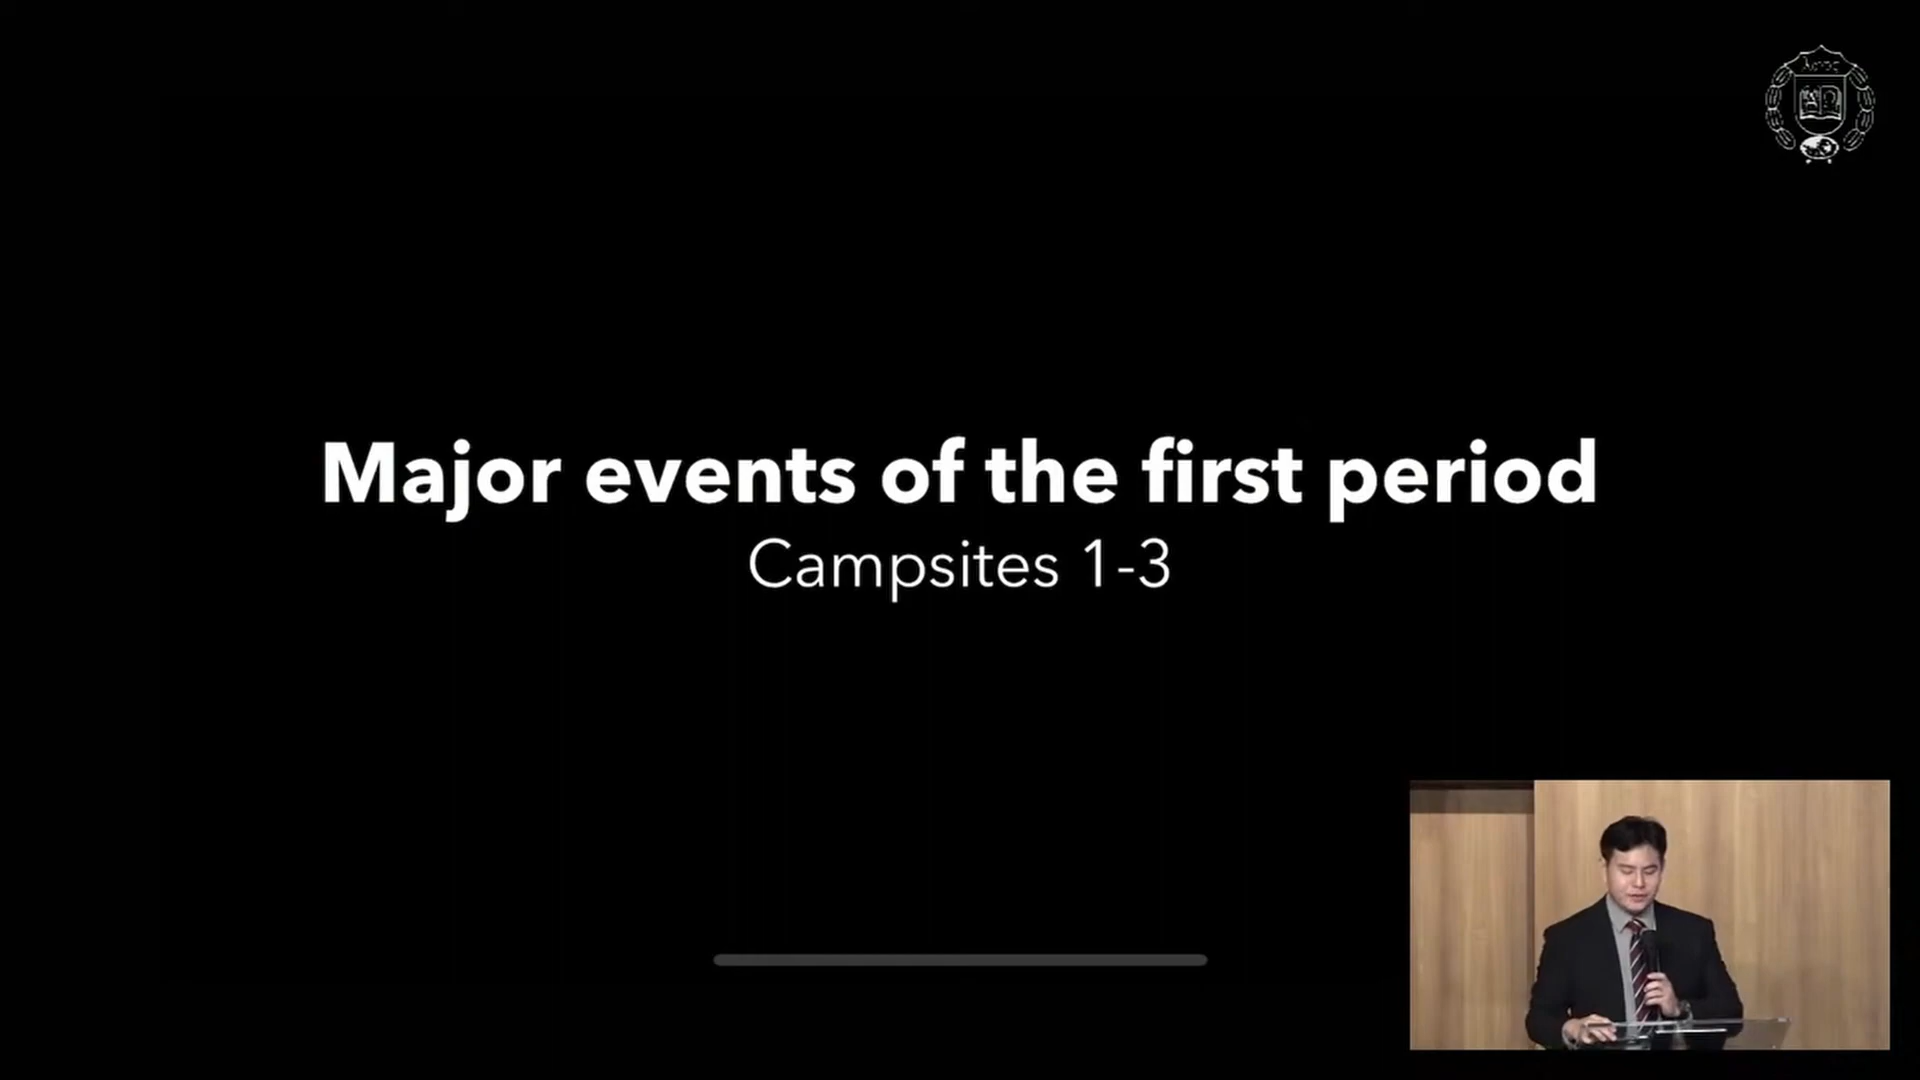 Major events of the first period
Campsites 1-3